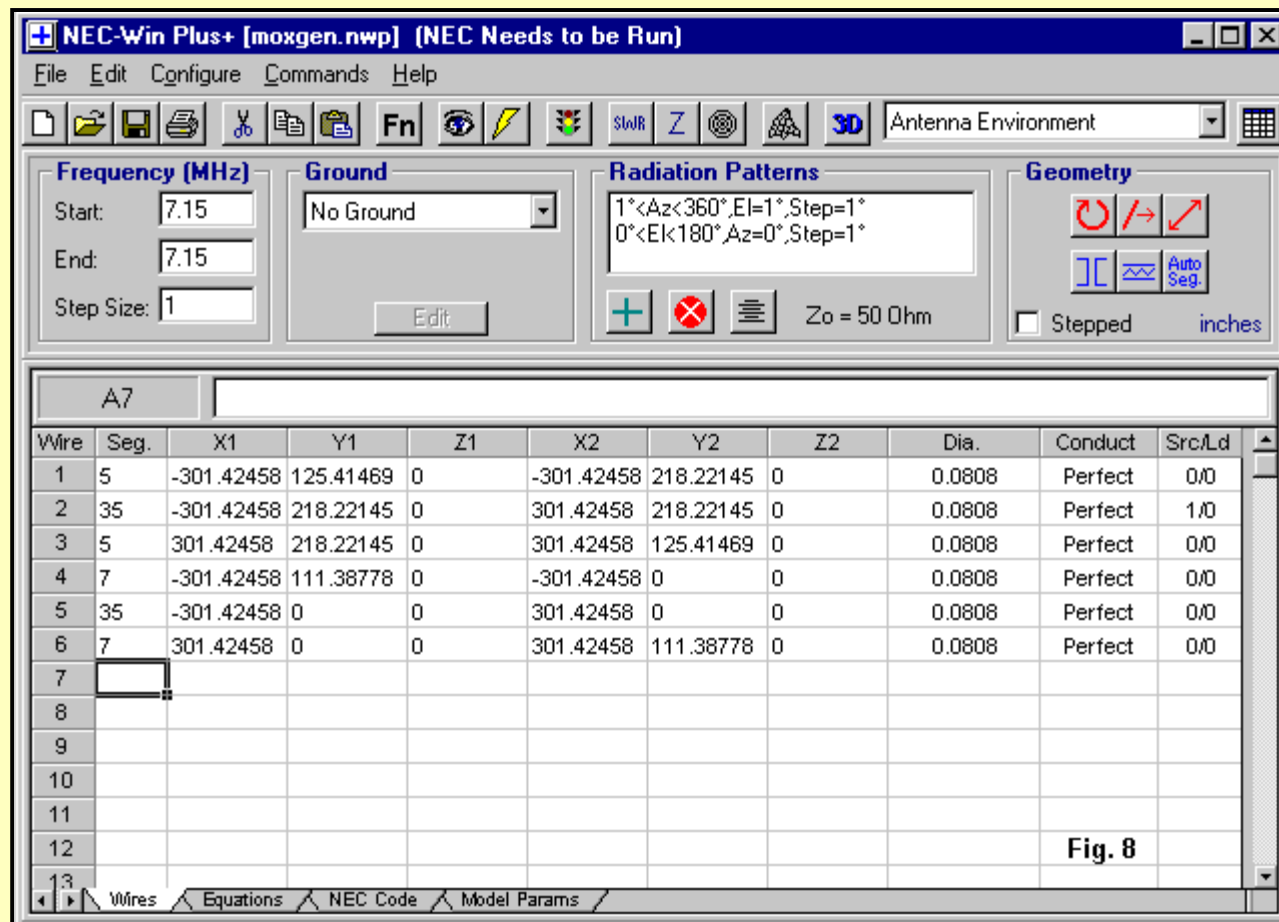 NEC-Win Plus+ [moxgen.nwp] (NEC Needs to be Run)
File Edit Configure Commands Help
Fn SWR Z 3D Antenna Environment
Frequency (MHz)
Start: 7.15
End: 7.15
Step Size: 1
Ground
No Ground
Edit
Radiation Patterns
1°<Az<360°,El=1°,Step=1°
0°<El<180°,Az=0°,Step=1°
Zo = 50 Ohm
Geometry
Auto
Seg.
Stepped inches
A7
Wire Seg. X1 Y1 Z1 X2 Y2 Z2 Dia. Conduct Src/Ld
1 5 -301.42458 125.41469 0 -301.42458 218.22145 0 0.0808 Perfect 0/0
2 35 -301.42458 218.22145 0 301.42458 218.22145 0 0.0808 Perfect 1/0
3 5 301.42458 218.22145 0 301.42458 125.41469 0 0.0808 Perfect 0/0
4 7 -301.42458 111.38778 0 -301.42458 0 0 0.0808 Perfect 0/0
5 35 -301.42458 0 0 301.42458 0 0 0.0808 Perfect 0/0
6 7 301.42458 0 0 301.42458 111.38778 0 0.0808 Perfect 0/0
7
8
9
10
11
12 Fig. 8
13
Wires Equations NEC Code Model Params